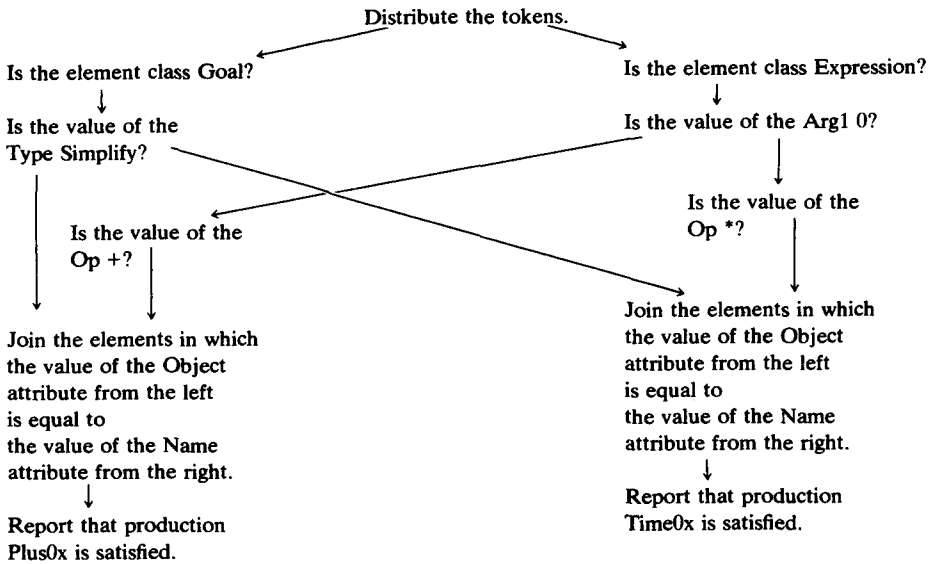 Distribute the tokens.
Is the element class Goal?
Is the element class Expression?
Is the value of the
Type Simplify?
Is the value of the Arg1 0?
Is the value of the
Op +?
Is the value of the
Op *?
Join the elements in which
the value of the Object
attribute from the left
is equal to
the value of the Name
attribute from the right.
Join the elements in which
the value of the Object
attribute from the left
is equal to
the value of the Name
attribute from the right.
Report that production
Plus0x is satisfied.
Report that production
Time0x is satisfied.